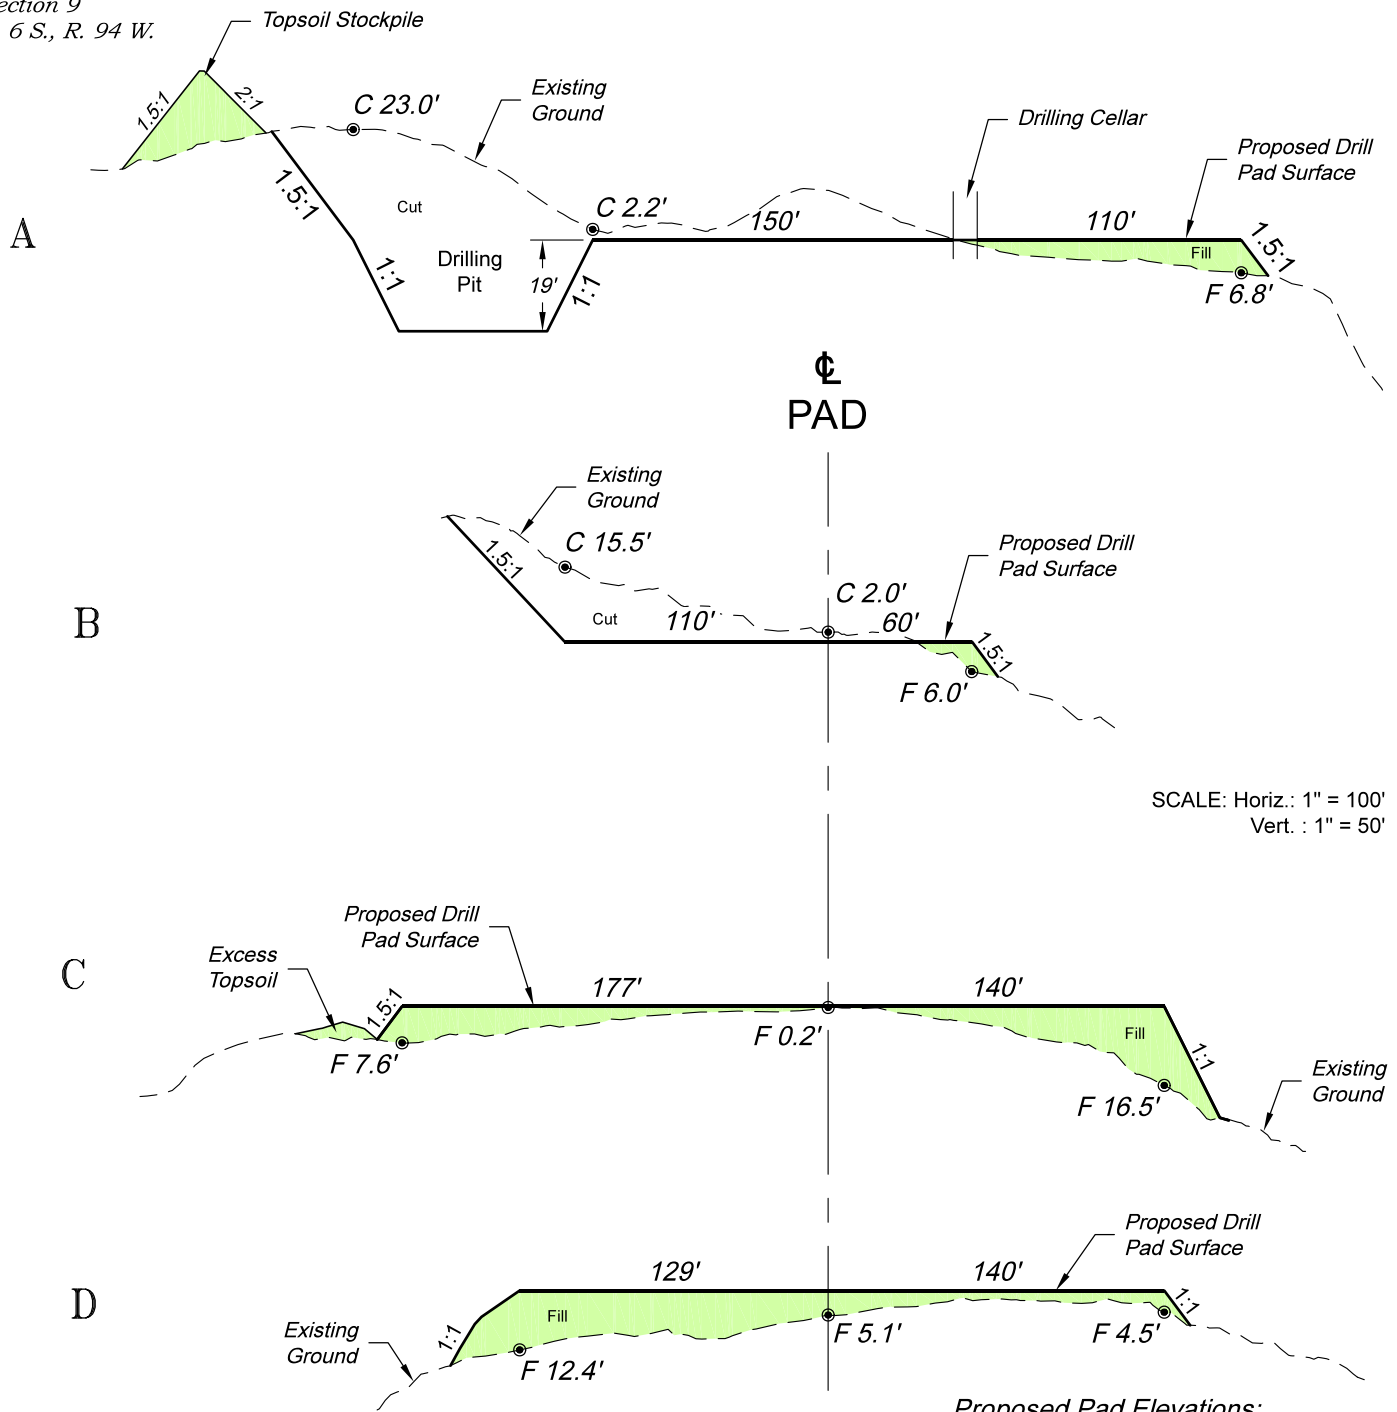 6 S., R. 94 W.
Topsoil Stockpile
1.5:1
2:1
C 23.0'
Existing
Ground
Drilling Cellar
Proposed Drill
Pad Surface
A
1.5:1
Cut
C 2.2'
150'
110'
1.5:1
Fill
Drilling
Pit
1:1
19'
1:1
F 6.8'
℄
PAD
Existing
Ground
C 15.5'
1.5:1
Proposed Drill
Pad Surface
C 2.0'
B
Cut
110'
60'
1.5:1
F 6.0'
SCALE: Horiz.: 1" = 100'
Vert. : 1" = 50'
Proposed Drill
Pad Surface
Excess
Topsoil
C
177'
140'
1.5:1
F 7.6'
F 0.2'
Fill
1:1
F 16.5'
Existing
Ground
Proposed Drill
Pad Surface
D
129'
140'
1:1
Fill
1:1
Existing
Ground
F 5.1'
F 4.5'
F 12.4'
Proposed Pad Elevations: